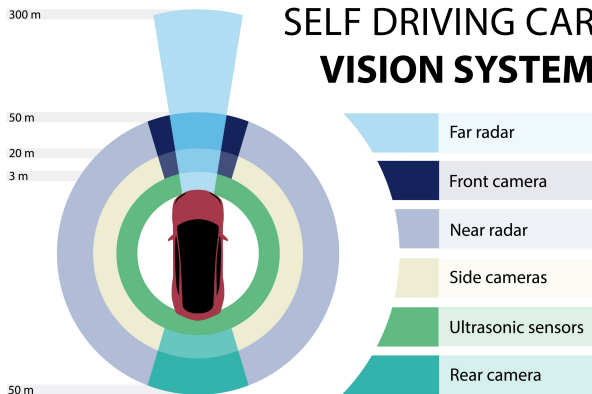 SELF DRIVING CAR
VISION SYSTEM
300 m
50 m
20 m
3 m
50 m
Far radar
Front camera
Near radar
Side cameras
Ultrasonic sensors
Rear camera